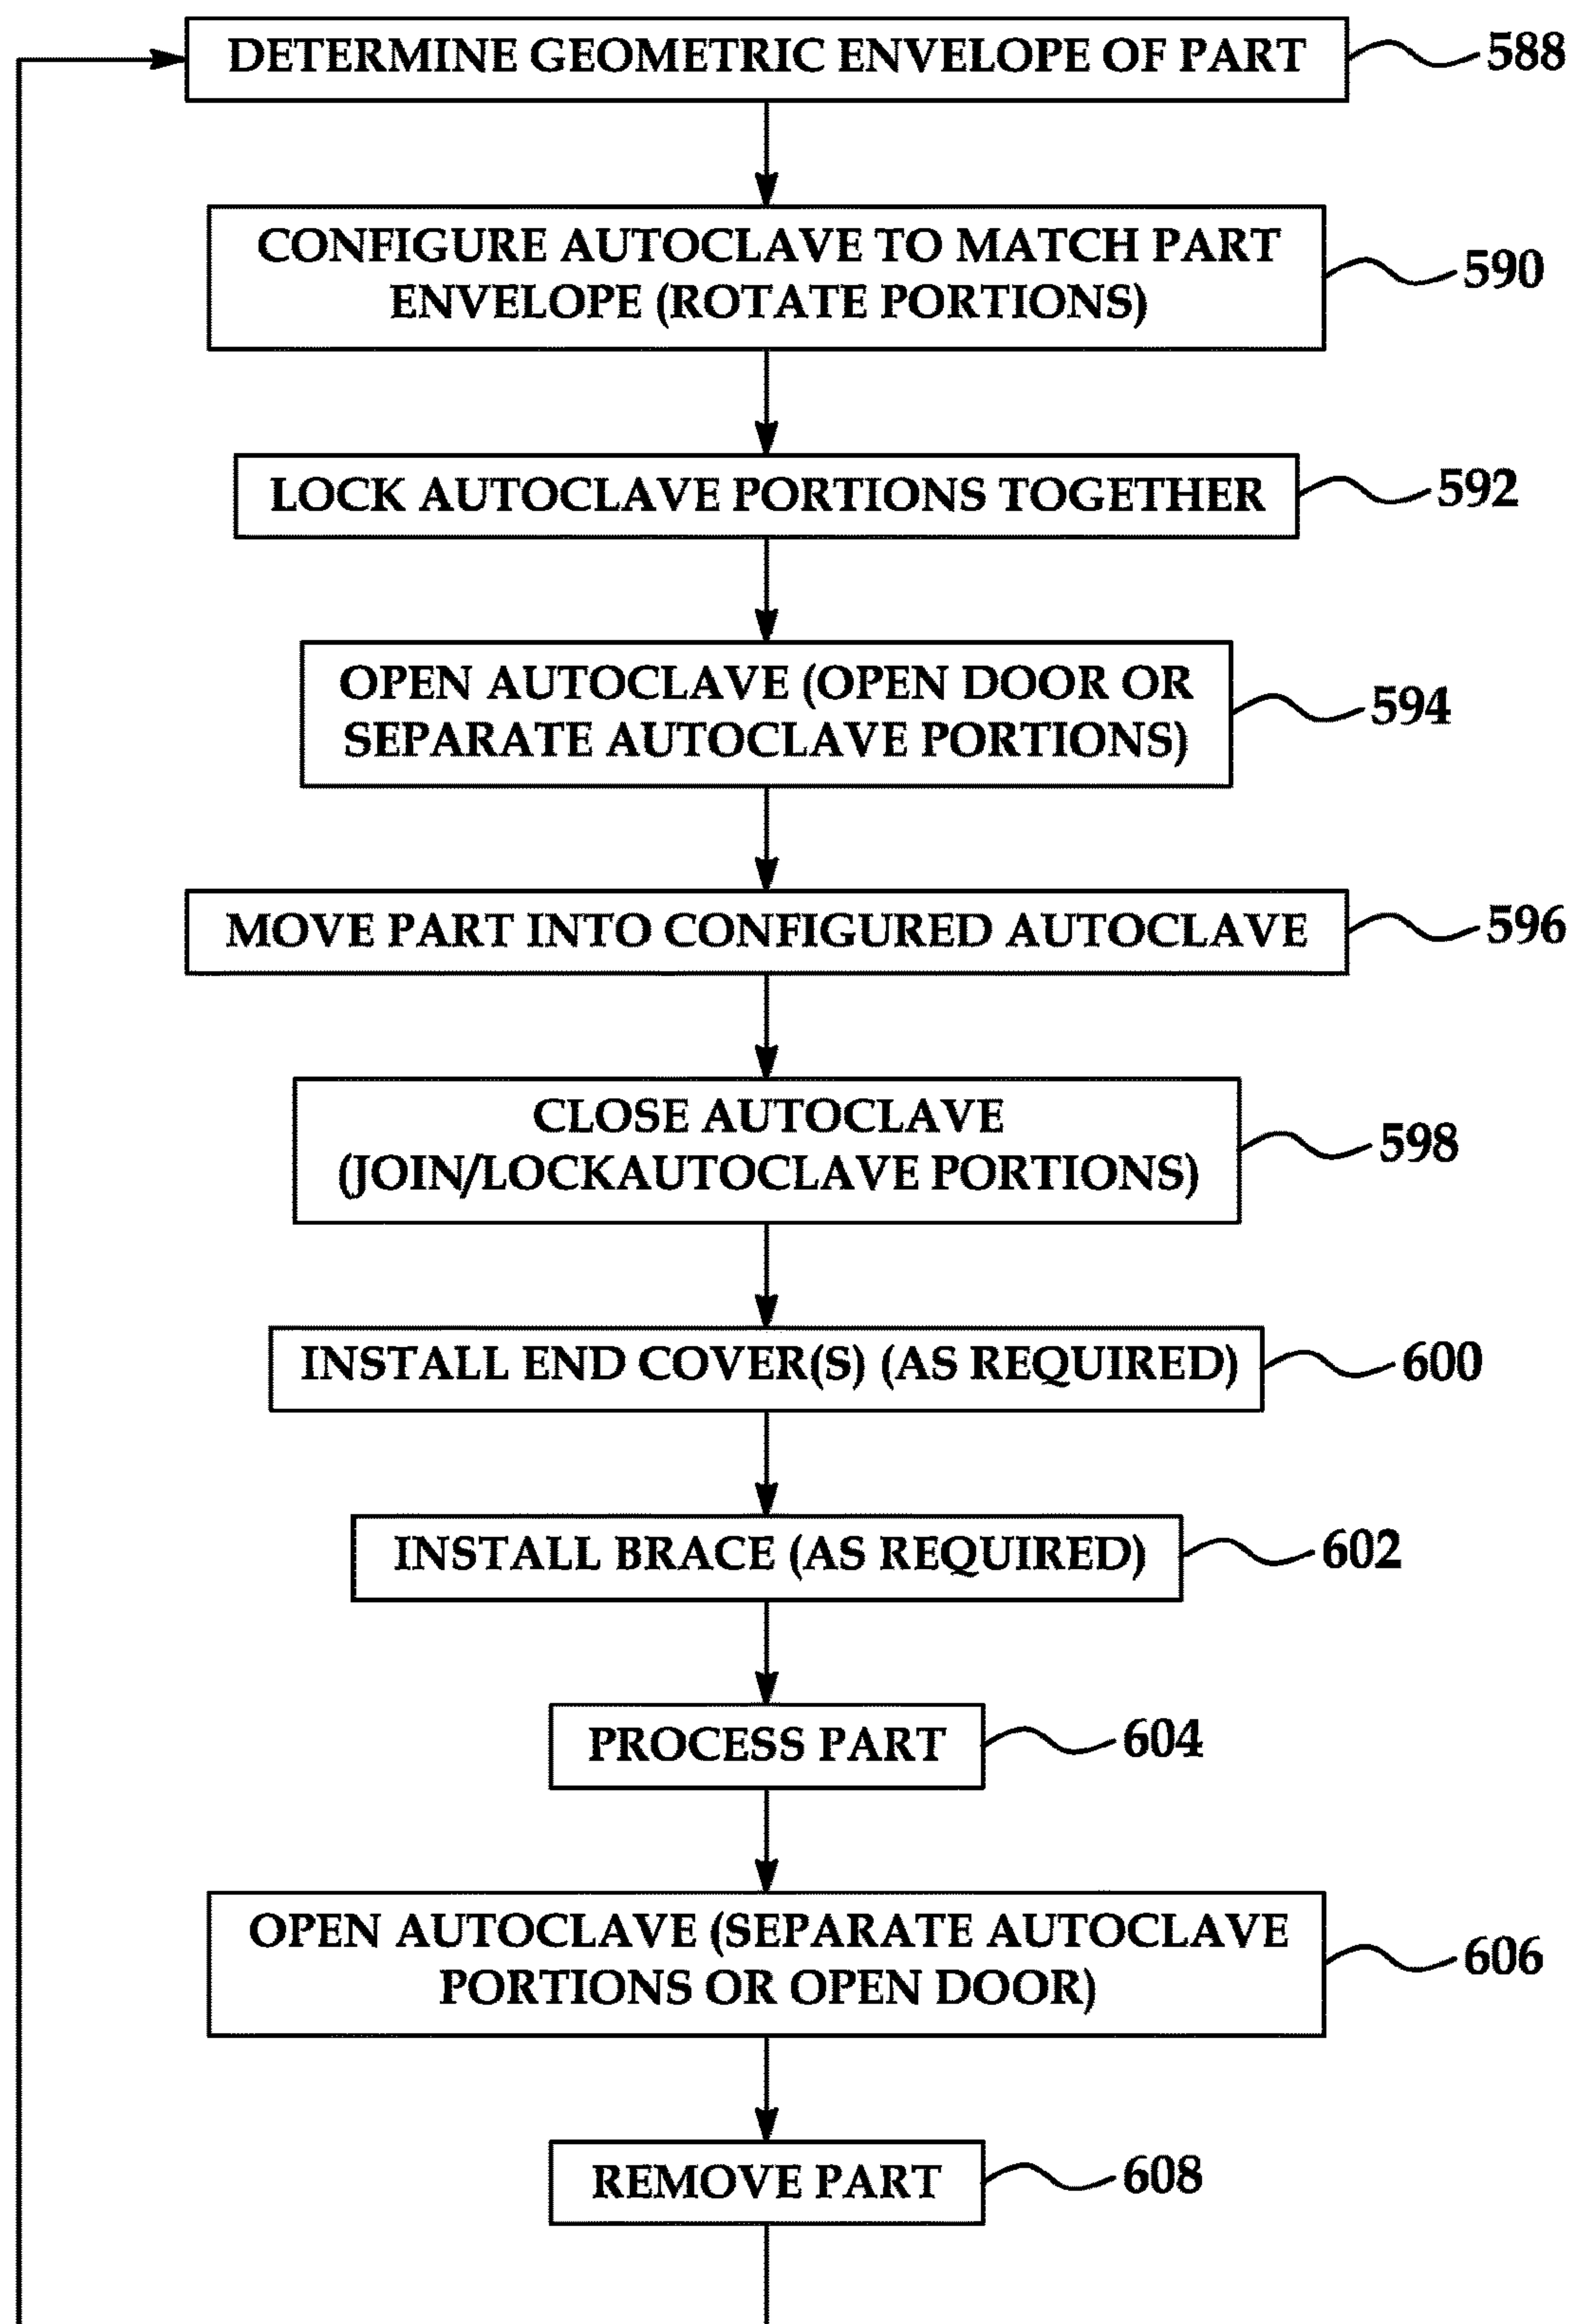 DETERMINE GEOMETRIC ENVELOPE OF PART
588
CONFIGURE AUTOCLAVE TO MATCH PART
ENVELOPE (ROTATE PORTIONS)
590
LOCK AUTOCLAVE PORTIONS TOGETHER
592
OPEN AUTOCLAVE (OPEN DOOR OR
SEPARATE AUTOCLAVE PORTIONS)
594
MOVE PART INTO CONFIGURED AUTOCLAVE
596
CLOSE AUTOCLAVE
(JOIN/LOCKAUTOCLAVE PORTIONS)
598
INSTALL END COVER(S) (AS REQUIRED)
600
INSTALL BRACE (AS REQUIRED)
602
PROCESS PART
604
OPEN AUTOCLAVE (SEPARATE AUTOCLAVE
PORTIONS OR OPEN DOOR)
606
REMOVE PART
608